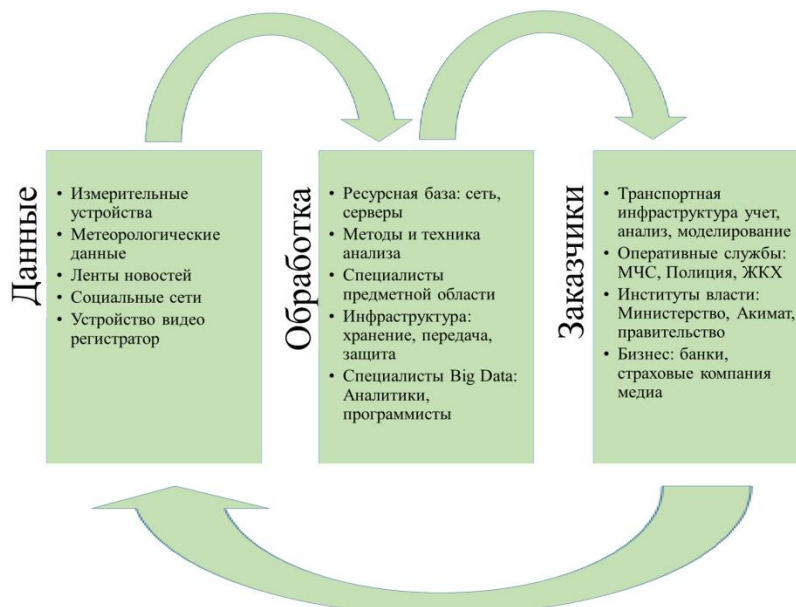 Данные
• Измерительные
устройства
• Метеорологические
данные
• Ленты новостей
• Социальные сети
• Устройство видео
регистратор
Обработка
• Ресурсная база: сеть,
серверы
• Методы и техника
анализа
• Специалисты
предметной области
• Инфраструктура:
хранение, передача,
защита
• Специалисты Big Data:
Аналитики,
программисты
Заказчики
• Транспортная
инфраструктура учет,
анализ, моделирование
• Оперативные службы:
МЧС, Полиция, ЖКХ
• Институты власти:
Министерство, Акимат,
правительство
• Бизнес: банки,
страховые компания
медиа